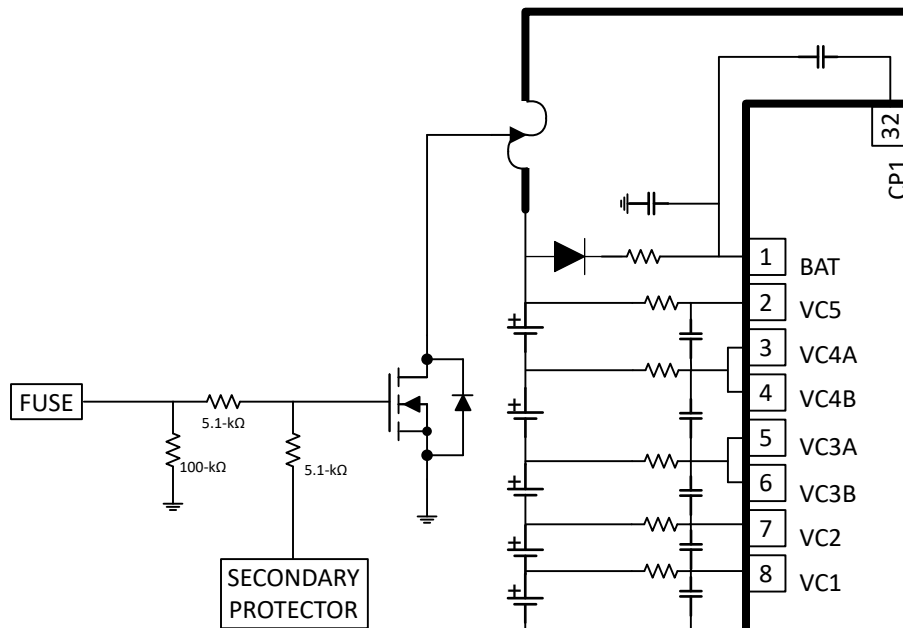 32
CP1
1 BAT
2 VC5
3 VC4A
4 VC4B
5 VC3A
6 VC3B
7 VC2
8 VC1
FUSE
5.1-kΩ
100-kΩ
5.1-kΩ
SECONDARY
PROTECTOR
+
+
+
+
+